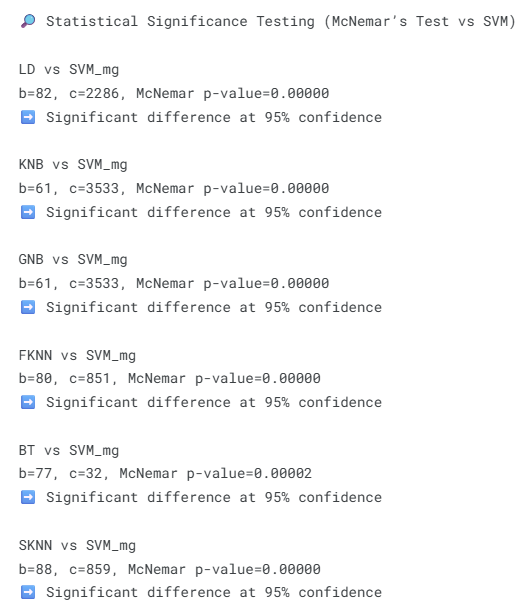 🔎 Statistical Significance Testing (McNemar’s Test vs SVM)
LD vs SVM_mg
b=82, c=2286, McNemar p-value=0.00000
➡️ Significant difference at 95% confidence
KNB vs SVM_mg
b=61, c=3533, McNemar p-value=0.00000
➡️ Significant difference at 95% confidence
GNB vs SVM_mg
b=61, c=3533, McNemar p-value=0.00000
➡️ Significant difference at 95% confidence
FKNN vs SVM_mg
b=80, c=851, McNemar p-value=0.00000
➡️ Significant difference at 95% confidence
BT vs SVM_mg
b=77, c=32, McNemar p-value=0.00002
➡️ Significant difference at 95% confidence
SKNN vs SVM_mg
b=88, c=859, McNemar p-value=0.00000
➡️ Significant difference at 95% confidence